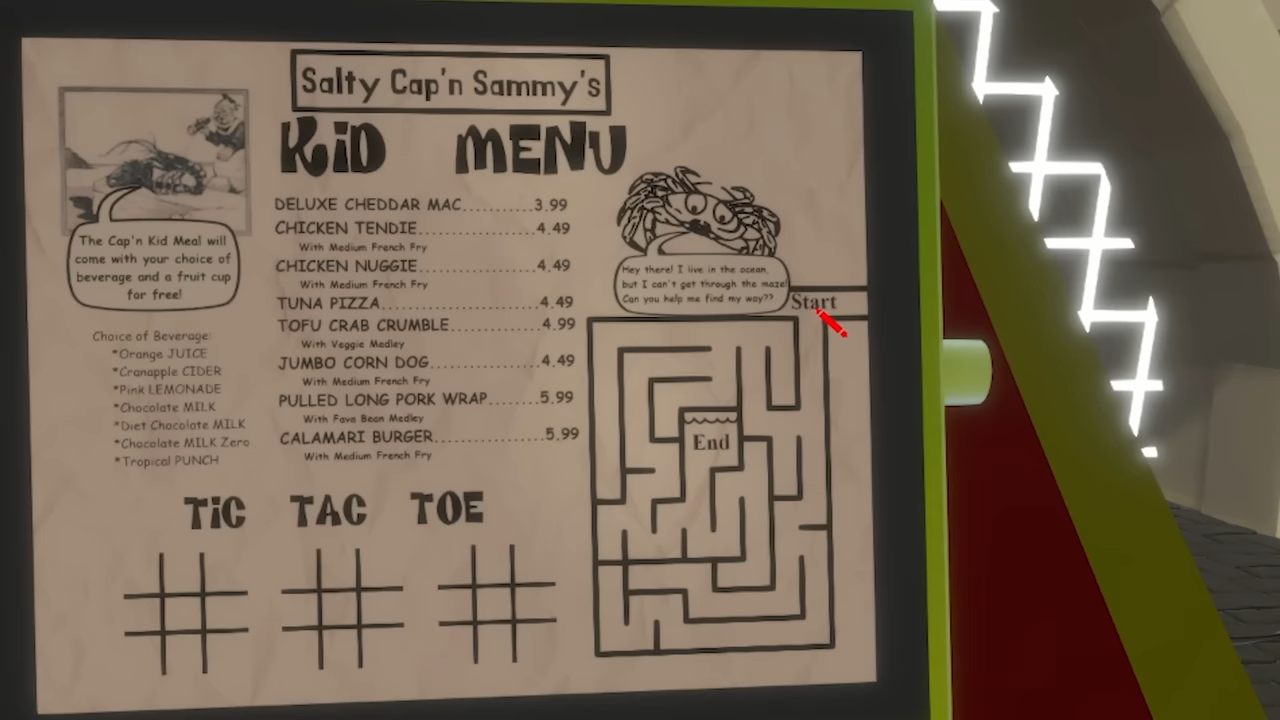 Salty Cap'n Sammy's
KiD MENU
The Cap'n Kid Meal will
come with your choice of
beverage and a fruit cup
for free!
Choice of Beverage:
*Orange JUICE
*Cranapple CIDER
*Pink LEMONADE
*Chocolate MILK
*Diet Chocolate MILK
*Chocolate MILK Zero
*Tropical PUNCH
DELUXE CHEDDAR MAC..........3.99
CHICKEN TENDIE.................4.49
With Medium French Fry
CHICKEN NUGGIE.................4.49
With Medium French Fry
TUNA PIZZA.......................4.49
TOFU CRAB CRUMBLE.............4.99
With Veggie Medley
JUMBO CORN DOG................4.49
With Medium French Fry
PULLED LONG PORK WRAP.......5.99
With Fava Bean Medley
CALAMARI BURGER................5.99
With Medium French Fry
Hey there! I live in the ocean,
but I can't get through the maze!
Can you help me find my way??
Start
End
TiC TAC TOE